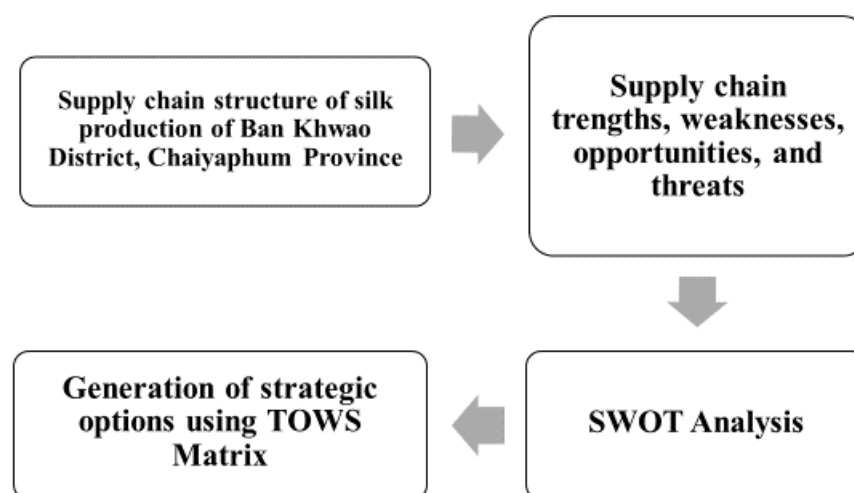 Supply chain structure of silk
production of Ban Khwao
District, Chaiyaphum Province
Supply chain
trengths, weaknesses,
opportunities, and
threats
SWOT Analysis
Generation of strategic
options using TOWS
Matrix